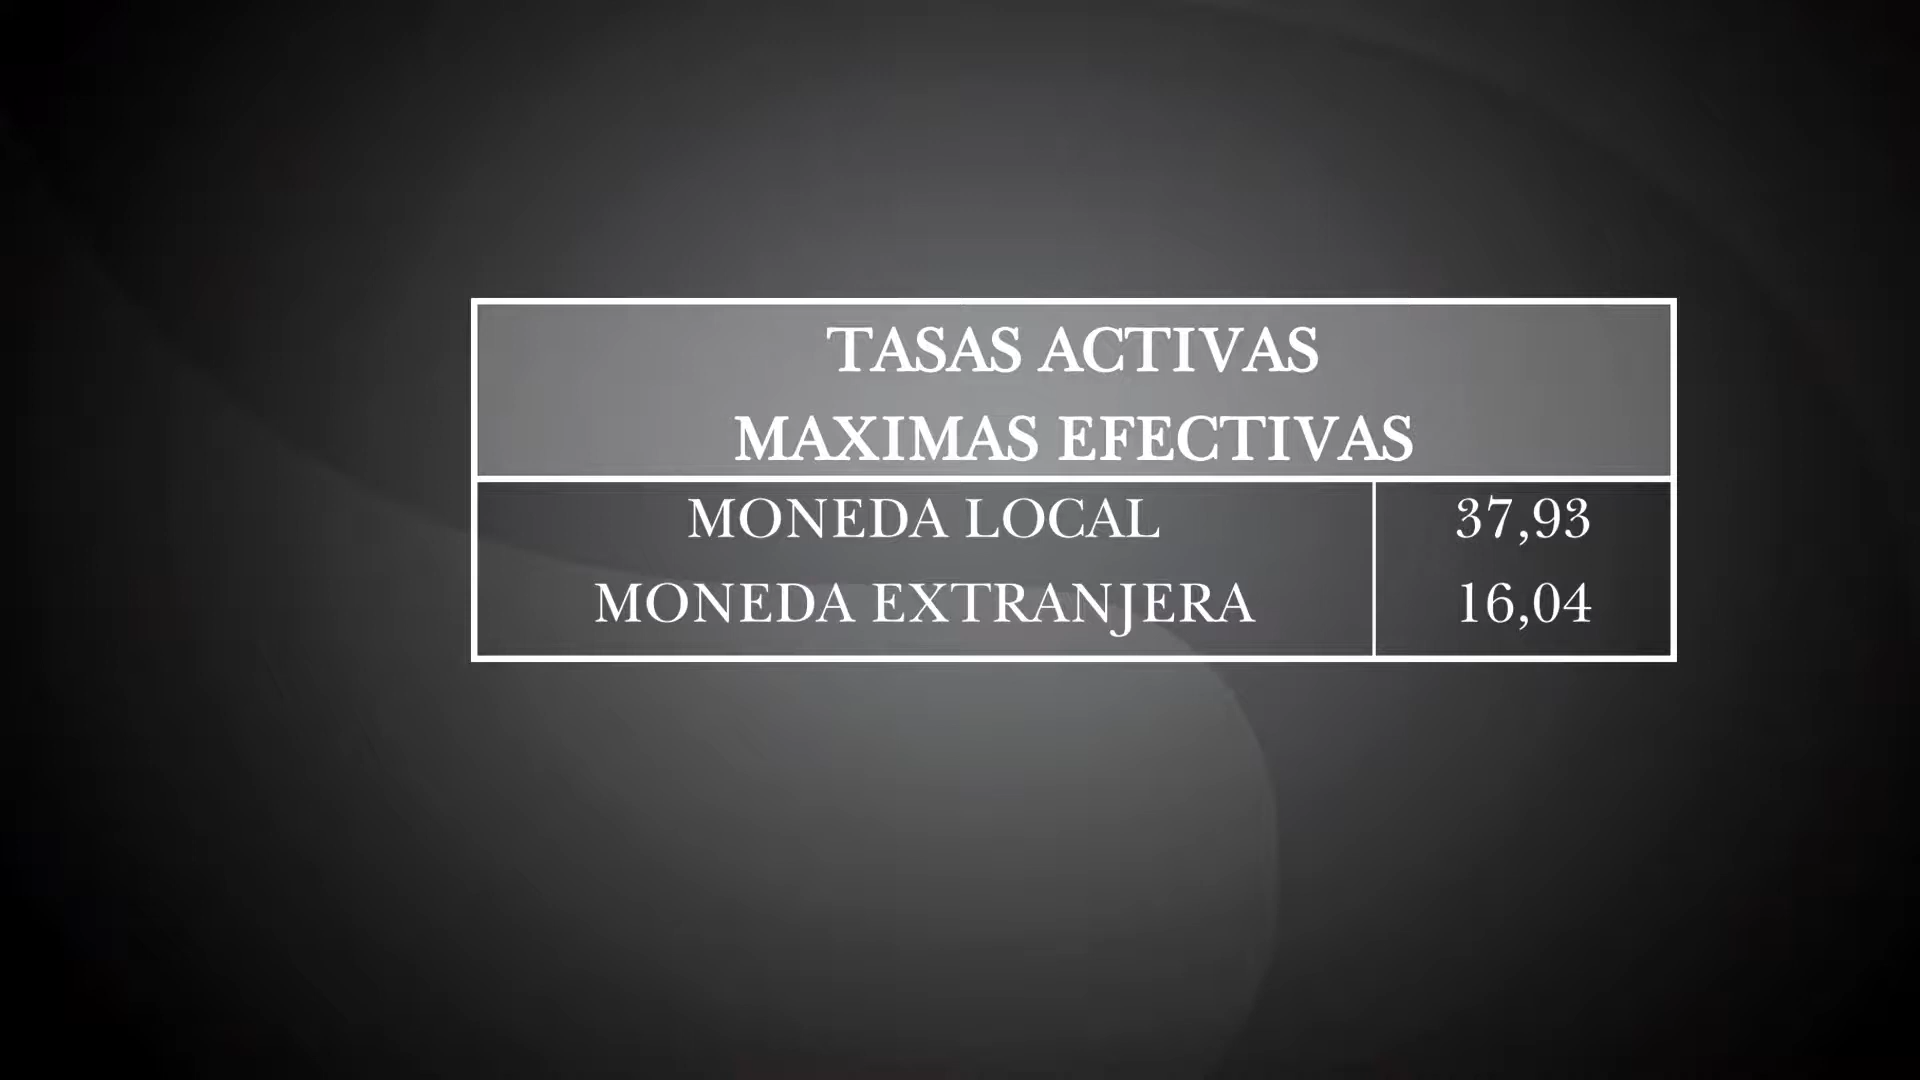 TASAS ACTIVAS
MAXIMAS EFECTIVAS
MONEDA LOCAL 37,93
MONEDA EXTRANJERA 16,04